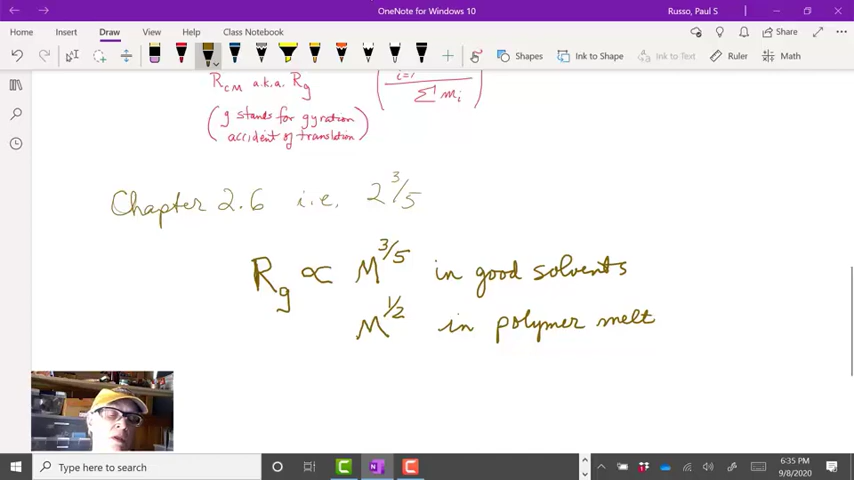 OneNote for Windows 10
Russo, Paul S
Home Insert Draw View Help Class Notebook
Share
Shapes Ink to Shape Ink to Text Ruler Math
R_CM a.k.a. R_g
i=1
Σ m_i
(g stands for gyration
accident of translation)
Chapter 2.6 i.e. 2 3/5
R_g ∝ M^3/5 in good solvents
M^1/2 in polymer melt
Type here to search
6:35 PM
9/8/2020